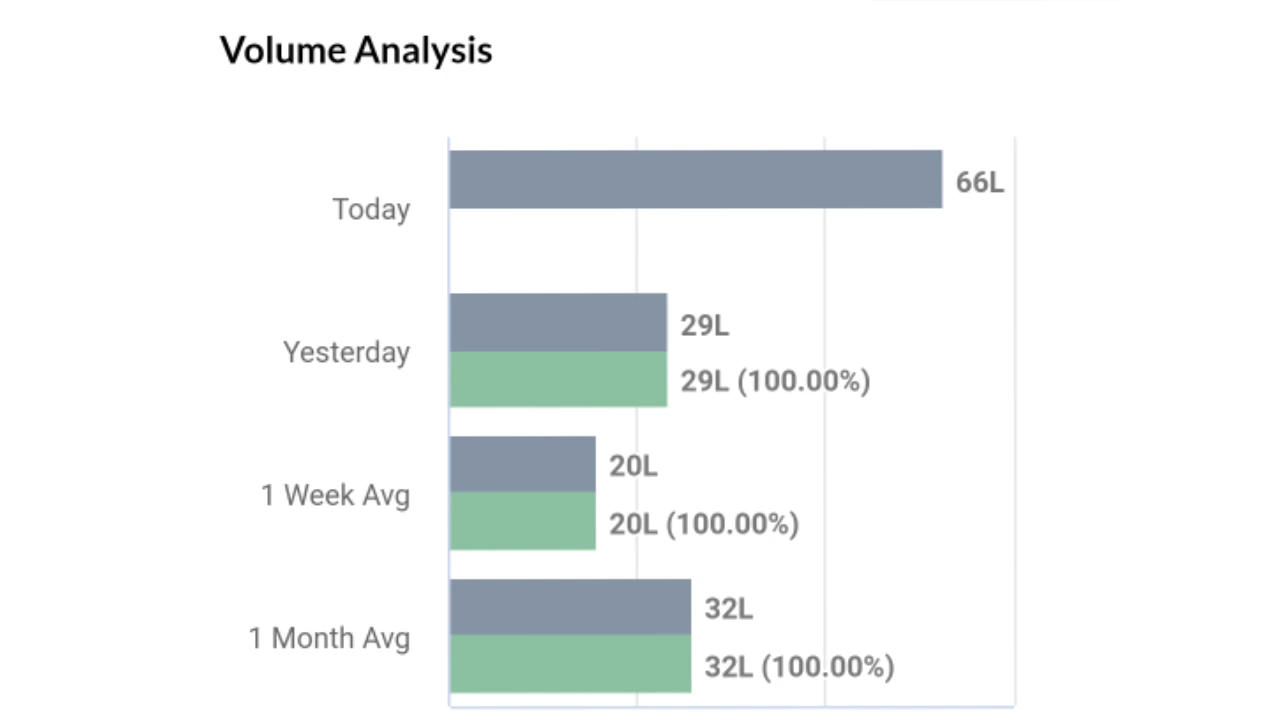 Volume Analysis
Today
66L
Yesterday
29L
29L (100.00%)
1 Week Avg
20L
20L (100.00%)
1 Month Avg
32L
32L (100.00%)